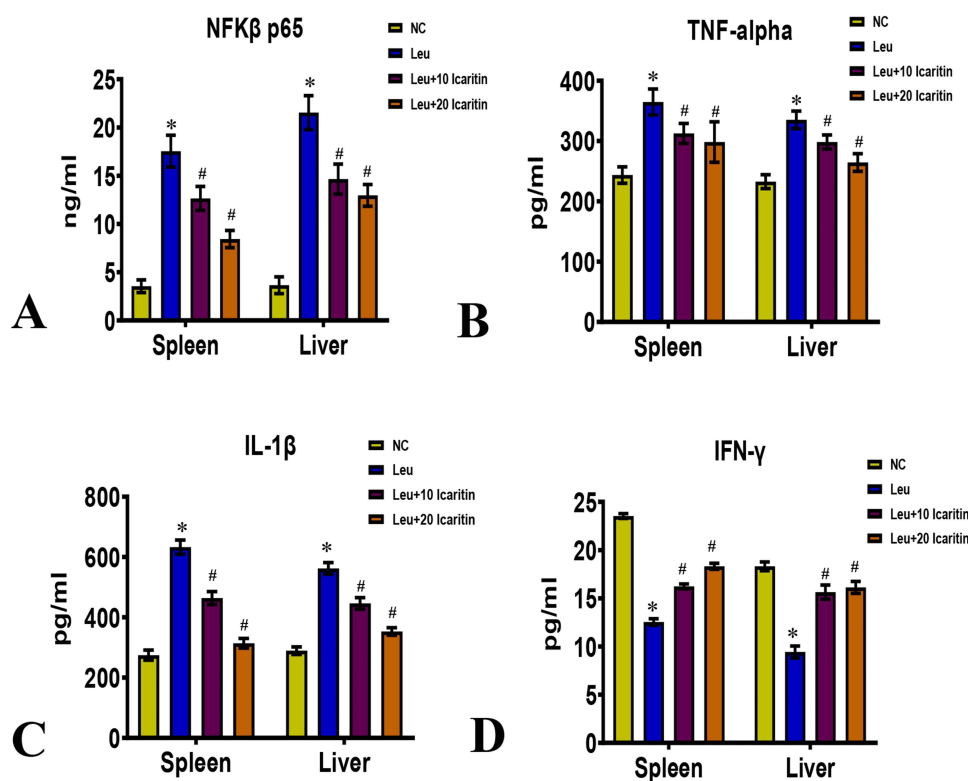 NFKβ p65
NC
Leu
Leu+10 Icaritin
Leu+20 Icaritin
25
20
15
10
5
0
ng/ml
*
#
#
*
#
#
Spleen
Liver
A
TNF-alpha
NC
Leu
Leu+10 Icaritin
Leu+20 Icaritin
400
300
200
100
0
pg/ml
*
#
#
*
#
#
Spleen
Liver
B
IL-1β
NC
Leu
Leu+10 Icaritin
Leu+20 Icaritin
800
600
400
200
0
pg/ml
*
#
#
*
#
#
Spleen
Liver
C
IFN-γ
NC
Leu
Leu+10 Icaritin
Leu+20 Icaritin
25
20
15
10
5
0
pg/ml
*
#
#
*
#
#
Spleen
Liver
D